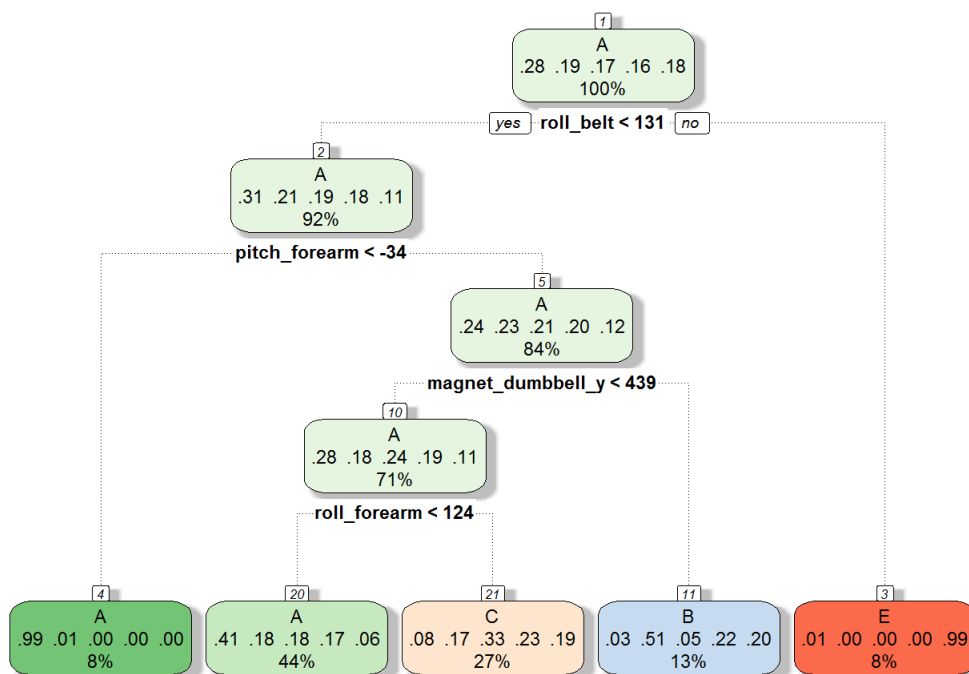 1
A
.28 .19 .17 .16 .18
100%
yes roll_belt < 131 no
2
A
.31 .21 .19 .18 .11
92%
pitch_forearm < -34
5
A
.24 .23 .21 .20 .12
84%
magnet_dumbbell_y < 439
10
A
.28 .18 .24 .19 .11
71%
roll_forearm < 124
4
A
.99 .01 .00 .00 .00
8%
20
A
.41 .18 .18 .17 .06
44%
21
C
.08 .17 .33 .23 .19
27%
11
B
.03 .51 .05 .22 .20
13%
3
E
.01 .00 .00 .00 .99
8%